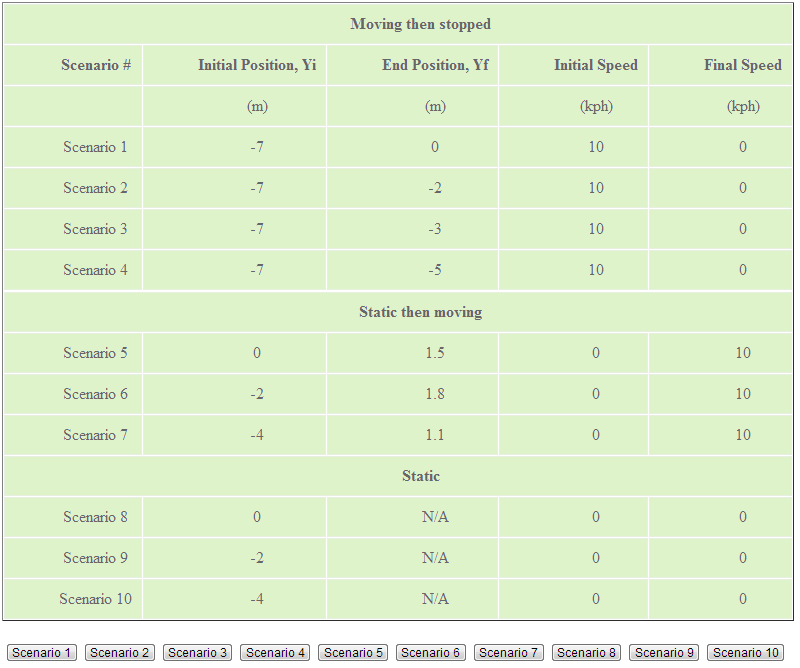 Moving then stopped
Scenario # Initial Position, Yi End Position, Yf Initial Speed Final Speed
(m) (m) (kph) (kph)
Scenario 1 -7 0 10 0
Scenario 2 -7 -2 10 0
Scenario 3 -7 -3 10 0
Scenario 4 -7 -5 10 0
Static then moving
Scenario 5 0 1.5 0 10
Scenario 6 -2 1.8 0 10
Scenario 7 -4 1.1 0 10
Static
Scenario 8 0 N/A 0 0
Scenario 9 -2 N/A 0 0
Scenario 10 -4 N/A 0 0
Scenario 1 Scenario 2 Scenario 3 Scenario 4 Scenario 5 Scenario 6 Scenario 7 Scenario 8 Scenario 9 Scenario 10